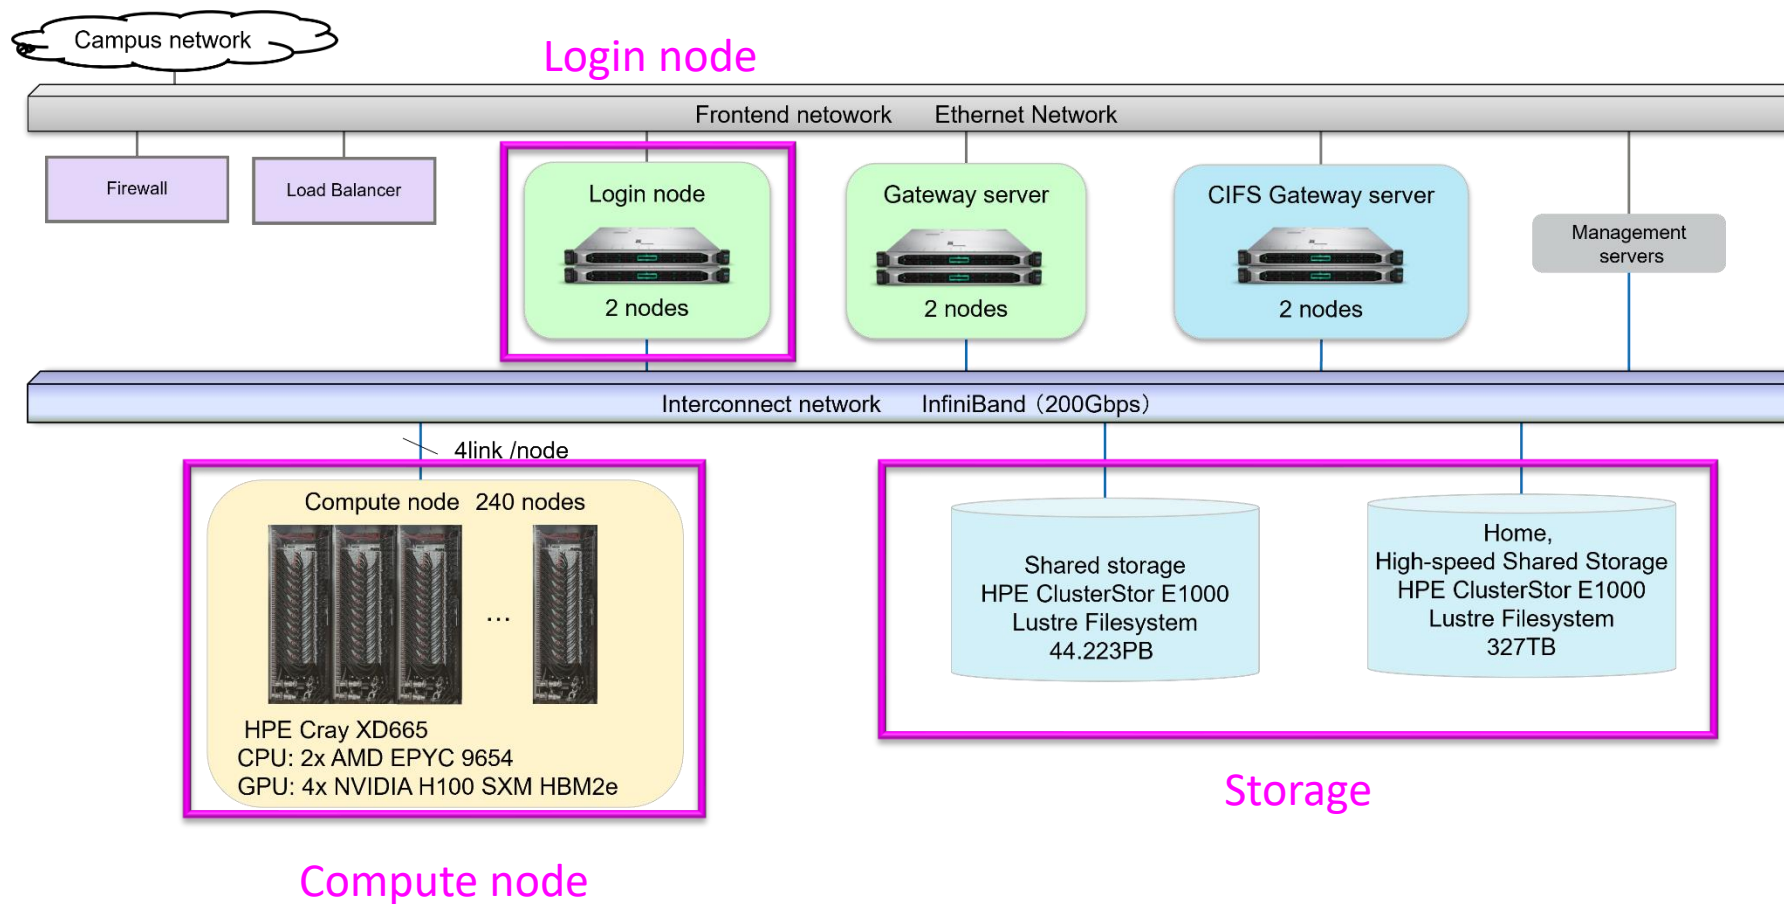 Campus network
Login node
Frontend netowork Ethernet Network
Firewall
Load Balancer
Login node
2 nodes
Gateway server
2 nodes
CIFS Gateway server
2 nodes
Management
servers
Interconnect network InfiniBand（200Gbps）
4link /node
Compute node 240 nodes
...
HPE Cray XD665
CPU: 2x AMD EPYC 9654
GPU: 4x NVIDIA H100 SXM HBM2e
Compute node
Shared storage
HPE ClusterStor E1000
Lustre Filesystem
44.223PB
Home,
High-speed Shared Storage
HPE ClusterStor E1000
Lustre Filesystem
327TB
Storage